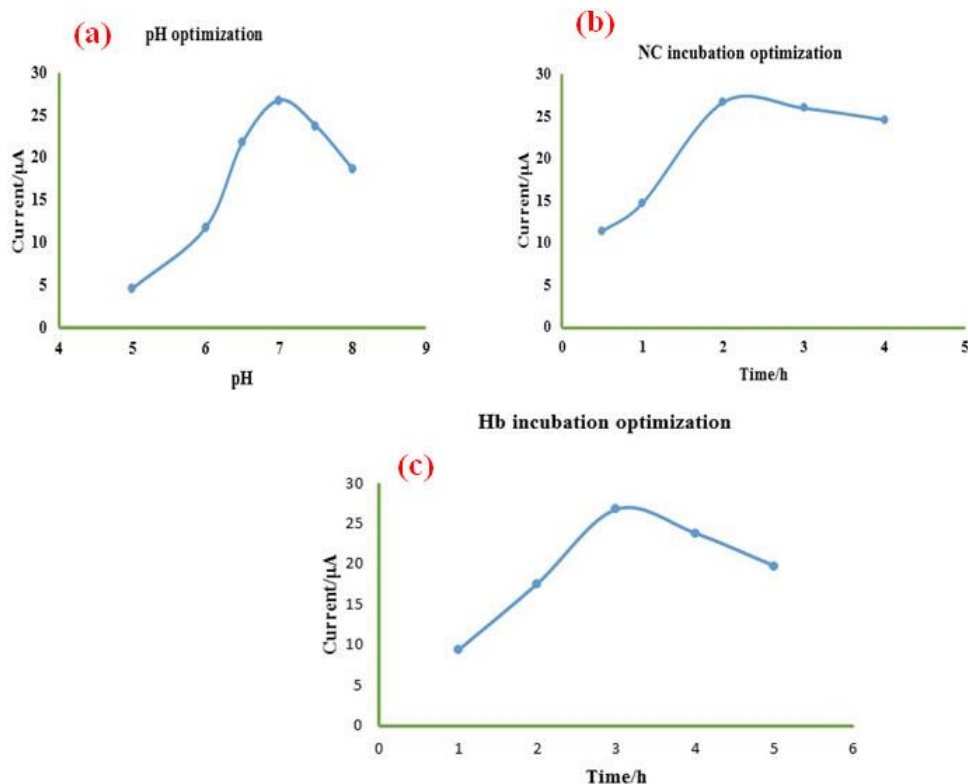 (a)
pH optimization
30
25
20
15
10
5
0
Current/µA
4 5 6 7 8 9
pH
(b)
NC incubation optimization
30
25
20
15
10
5
0
Current/µA
0 1 2 3 4 5
Time/h
Hb incubation optimization
(c)
30
25
20
15
10
5
0
Current/µA
0 1 2 3 4 5 6
Time/h